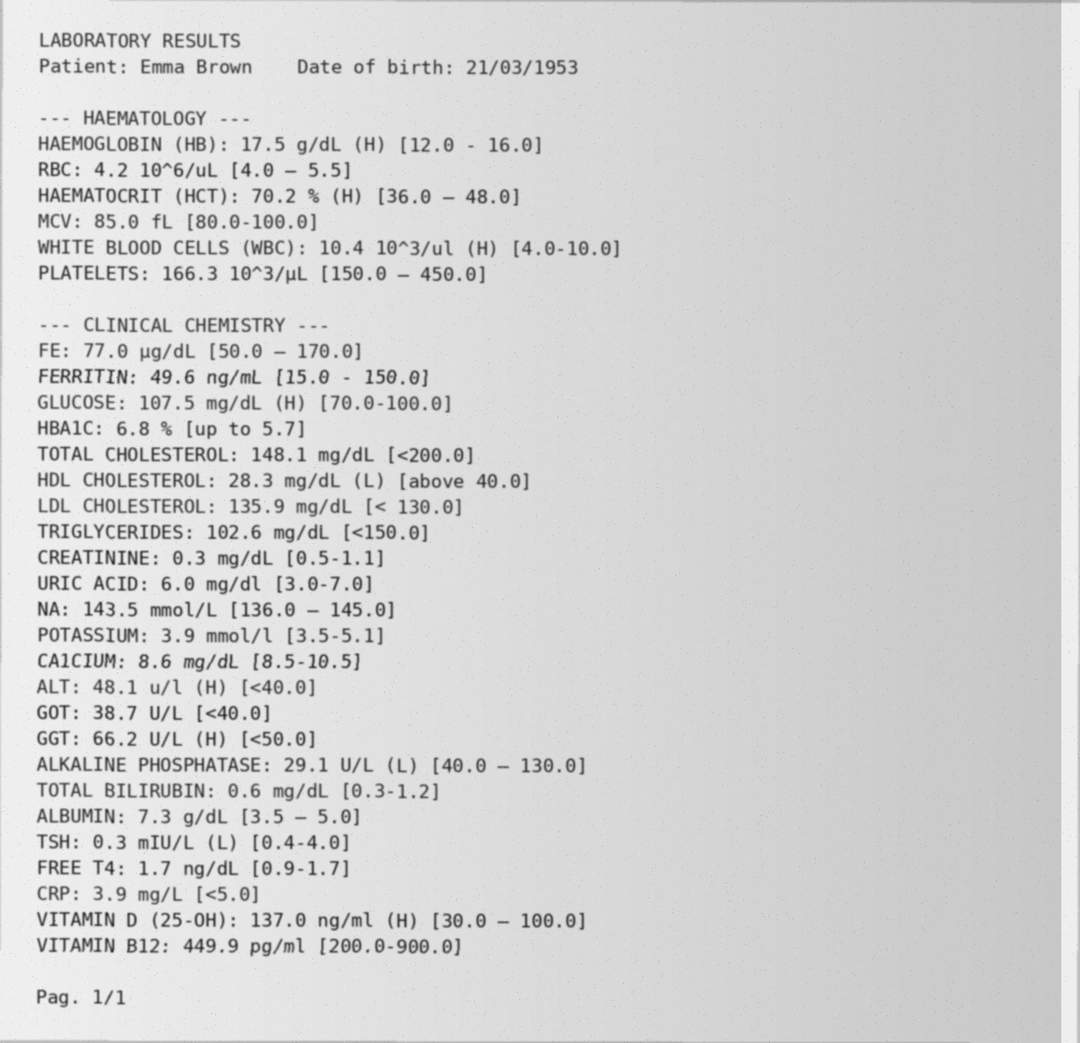 LABORATORY RESULTS
Patient: Emma Brown    Date of birth: 21/03/1953

--- HAEMATOLOGY ---
HAEMOGLOBIN (HB): 17.5 g/dL (H) [12.0 - 16.0]
RBC: 4.2 10^6/uL [4.0 – 5.5]
HAEMATOCRIT (HCT): 70.2 % (H) [36.0 – 48.0]
MCV: 85.0 fL [80.0-100.0]
WHITE BLOOD CELLS (WBC): 10.4 10^3/ul (H) [4.0-10.0]
PLATELETS: 166.3 10^3/µL [150.0 – 450.0]

--- CLINICAL CHEMISTRY ---
FE: 77.0 µg/dL [50.0 – 170.0]
FERRITIN: 49.6 ng/mL [15.0 - 150.0]
GLUCOSE: 107.5 mg/dL (H) [70.0-100.0]
HBA1C: 6.8 % [up to 5.7]
TOTAL CHOLESTEROL: 148.1 mg/dL [<200.0]
HDL CHOLESTEROL: 28.3 mg/dL (L) [above 40.0]
LDL CHOLESTEROL: 135.9 mg/dL [< 130.0]
TRIGLYCERIDES: 102.6 mg/dL [<150.0]
CREATININE: 0.3 mg/dL [0.5-1.1]
URIC ACID: 6.0 mg/dl [3.0-7.0]
NA: 143.5 mmol/L [136.0 – 145.0]
POTASSIUM: 3.9 mmol/l [3.5-5.1]
CA1CIUM: 8.6 mg/dL [8.5-10.5]
ALT: 48.1 u/l (H) [<40.0]
GOT: 38.7 U/L [<40.0]
GGT: 66.2 U/L (H) [<50.0]
ALKALINE PHOSPHATASE: 29.1 U/L (L) [40.0 – 130.0]
TOTAL BILIRUBIN: 0.6 mg/dL [0.3-1.2]
ALBUMIN: 7.3 g/dL [3.5 – 5.0]
TSH: 0.3 mIU/L (L) [0.4-4.0]
FREE T4: 1.7 ng/dL [0.9-1.7]
CRP: 3.9 mg/L [<5.0]
VITAMIN D (25-OH): 137.0 ng/ml (H) [30.0 – 100.0]
VITAMIN B12: 449.9 pg/ml [200.0-900.0]

Pag. 1/1